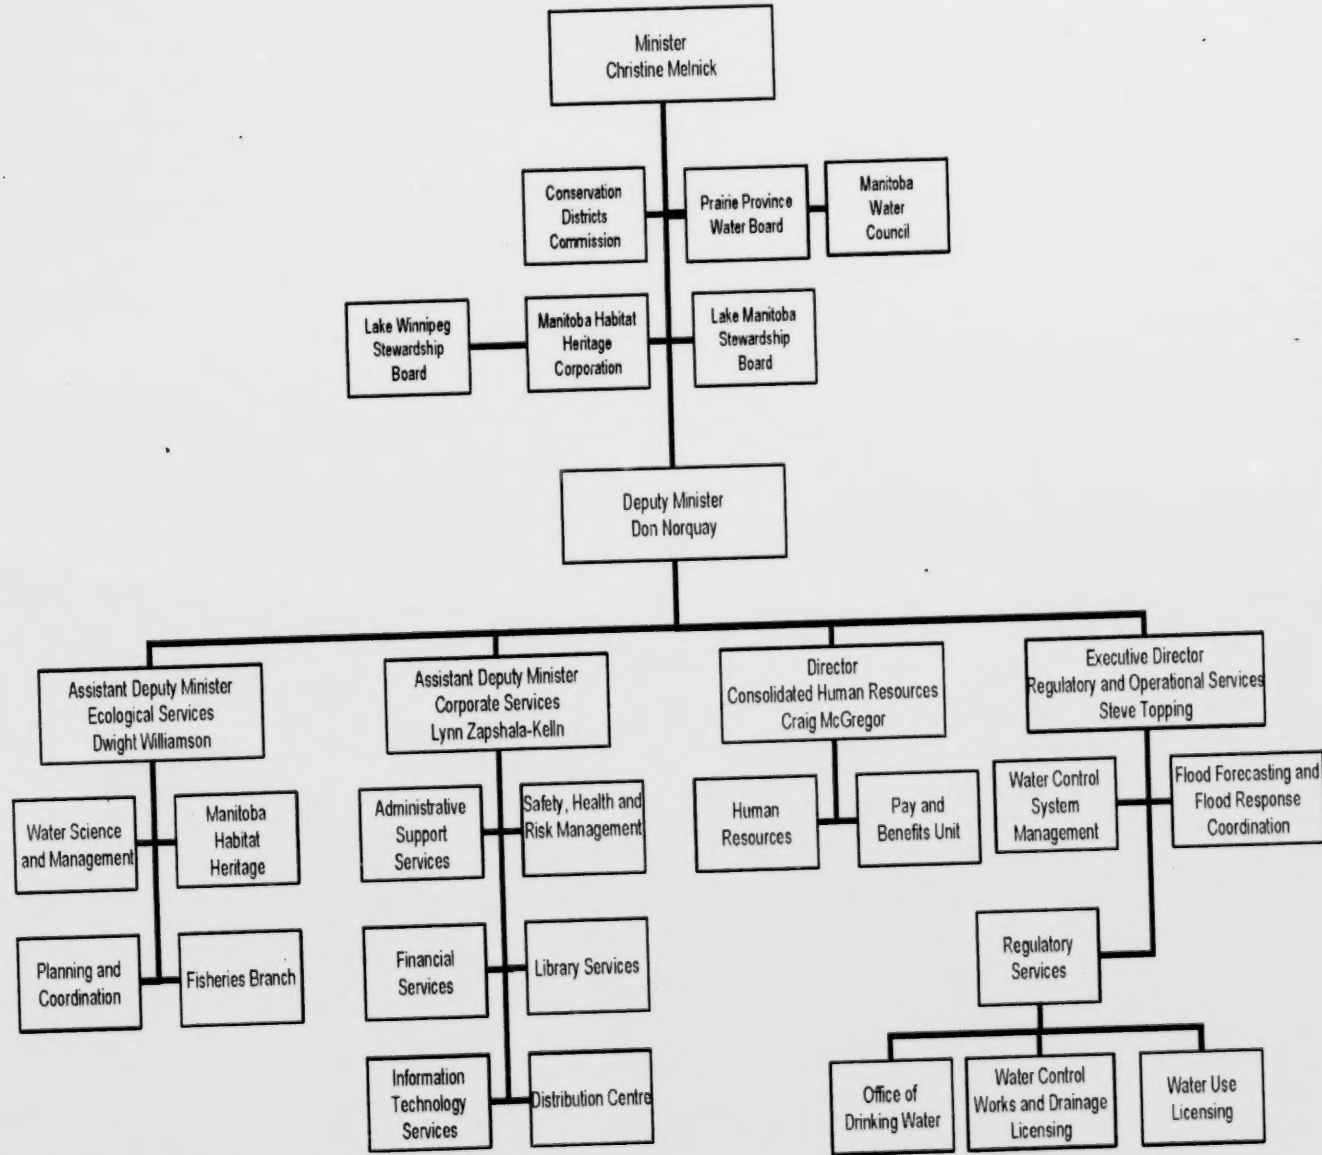 Minister
Christine Melnick
Conservation
Districts
Commission
Prairie Province
Water Board
Manitoba
Water
Council
Lake Winnipeg
Stewardship
Board
Manitoba Habitat
Heritage
Corporation
Lake Manitoba
Stewardship
Board
Deputy Minister
Don Norquay
Assistant Deputy Minister
Ecological Services
Dwight Williamson
Assistant Deputy Minister
Corporate Services
Lynn Zapshala-Kelln
Director
Consolidated Human Resources
Craig McGregor
Executive Director
Regulatory and Operational Services
Steve Topping
Water Science
and Management
Manitoba
Habitat
Heritage
Administrative
Support
Services
Safety, Health and
Risk Management
Human
Resources
Pay and
Benefits Unit
Water Control
System
Management
Flood Forecasting and
Flood Response
Coordination
Planning and
Coordination
Fisheries Branch
Financial
Services
Library Services
Regulatory
Services
Information
Technology
Services
Distribution Centre
Office of
Drinking Water
Water Control
Works and Drainage
Licensing
Water Use
Licensing